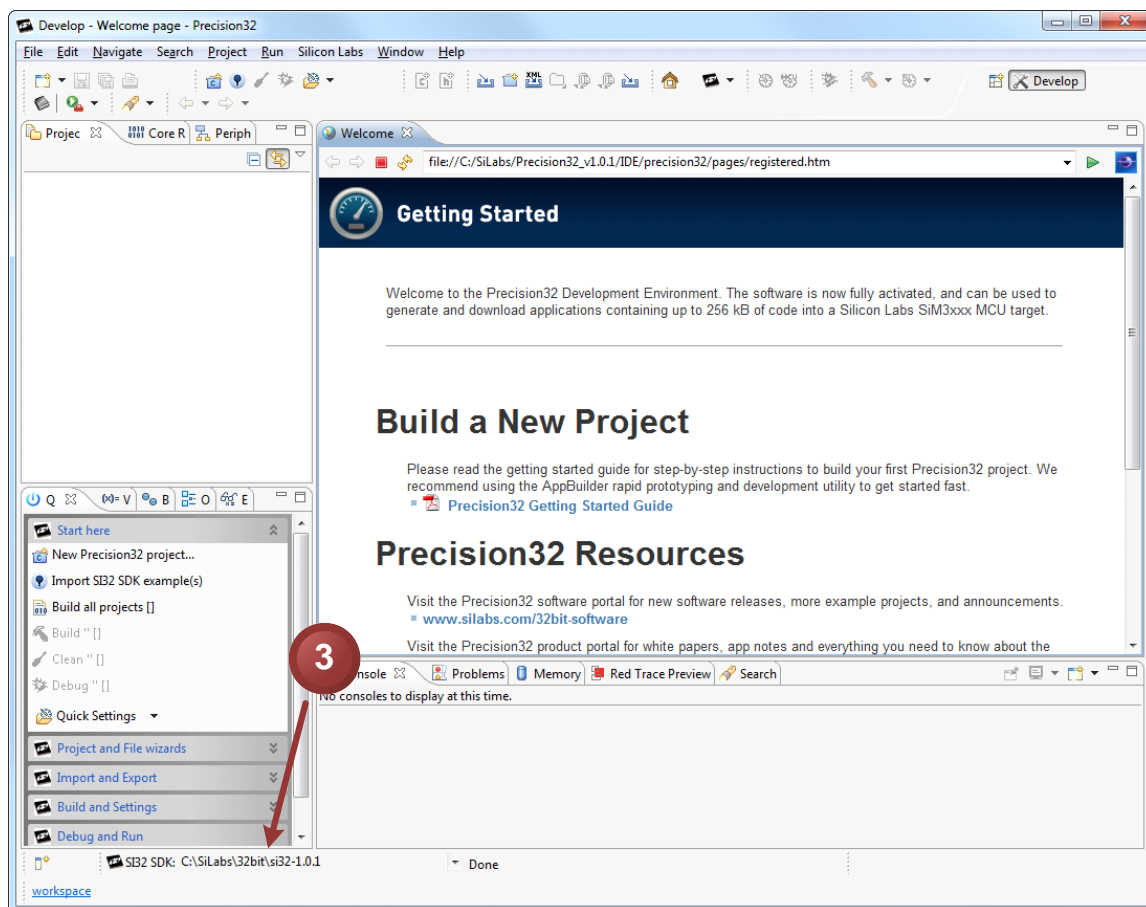 Develop - Welcome page - Precision32
File Edit Navigate Search Project Run Silicon Labs Window Help
Develop
Projec Core R Periph
Welcome
file://C:/SiLabs/Precision32_v1.0.1/IDE/precision32/pages/registered.htm
Getting Started
Welcome to the Precision32 Development Environment. The software is now fully activated, and can be used to
generate and download applications containing up to 256 kB of code into a Silicon Labs SiM3xxx MCU target.
Build a New Project
Please read the getting started guide for step-by-step instructions to build your first Precision32 project. We
recommend using the AppBuilder rapid prototyping and development utility to get started fast.
Precision32 Getting Started Guide
Precision32 Resources
Visit the Precision32 software portal for new software releases, more example projects, and announcements.
www.silabs.com/32bit-software
Visit the Precision32 product portal for white papers, app notes and everything you need to know about the
Q (x)= V B O E
Start here
New Precision32 project...
Import SI32 SDK example(s)
Build all projects []
Build '' []
Clean '' []
Debug '' []
Quick Settings
Project and File wizards
Import and Export
Build and Settings
Debug and Run
3
nsole Problems Memory Red Trace Preview Search
No consoles to display at this time.
SI32 SDK: C:\SiLabs\32bit\si32-1.0.1
Done
workspace